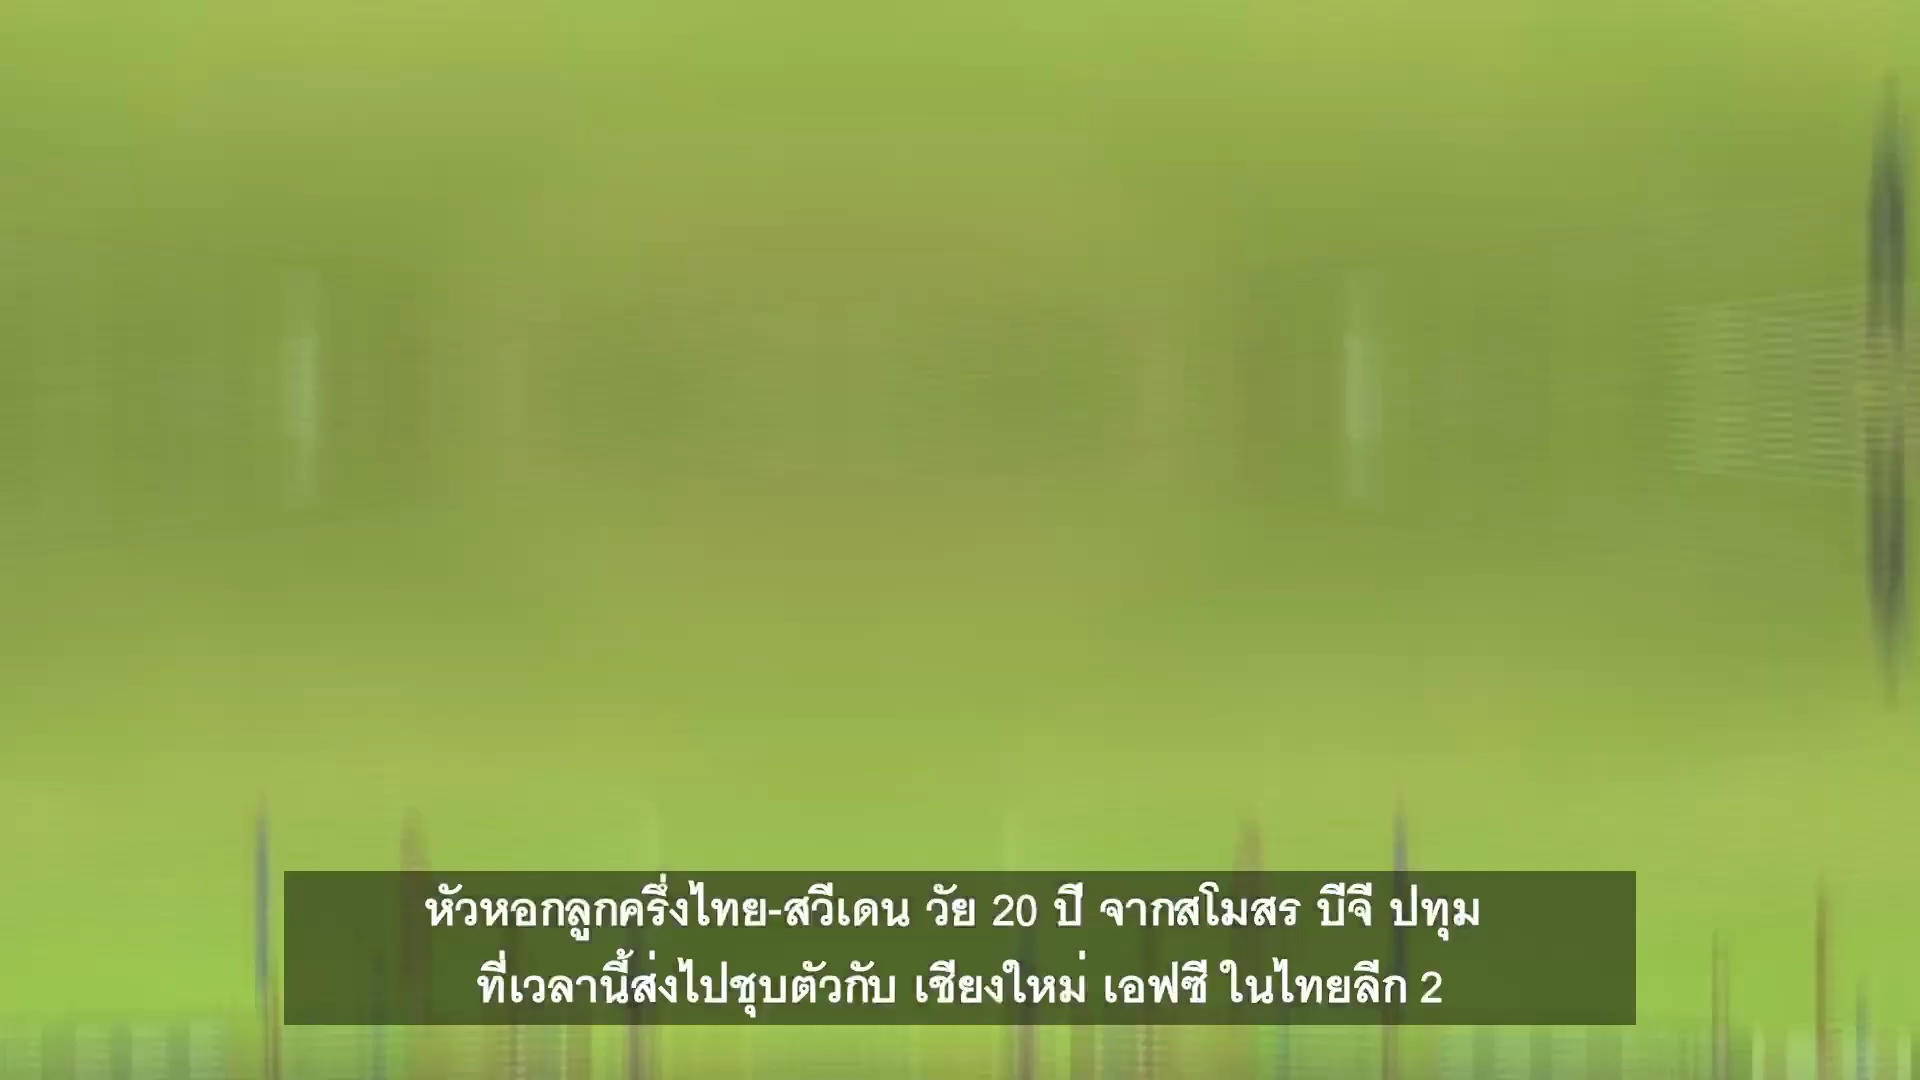 หัวหอกลูกครึ่งไทย-สวีเดน วัย 20 ปี จากสโมสร บีจี ปทุม
ที่เวลานี้ส่งไปชุบตัวกับ เชียงใหม่ เอฟซี ในไทยลีก 2